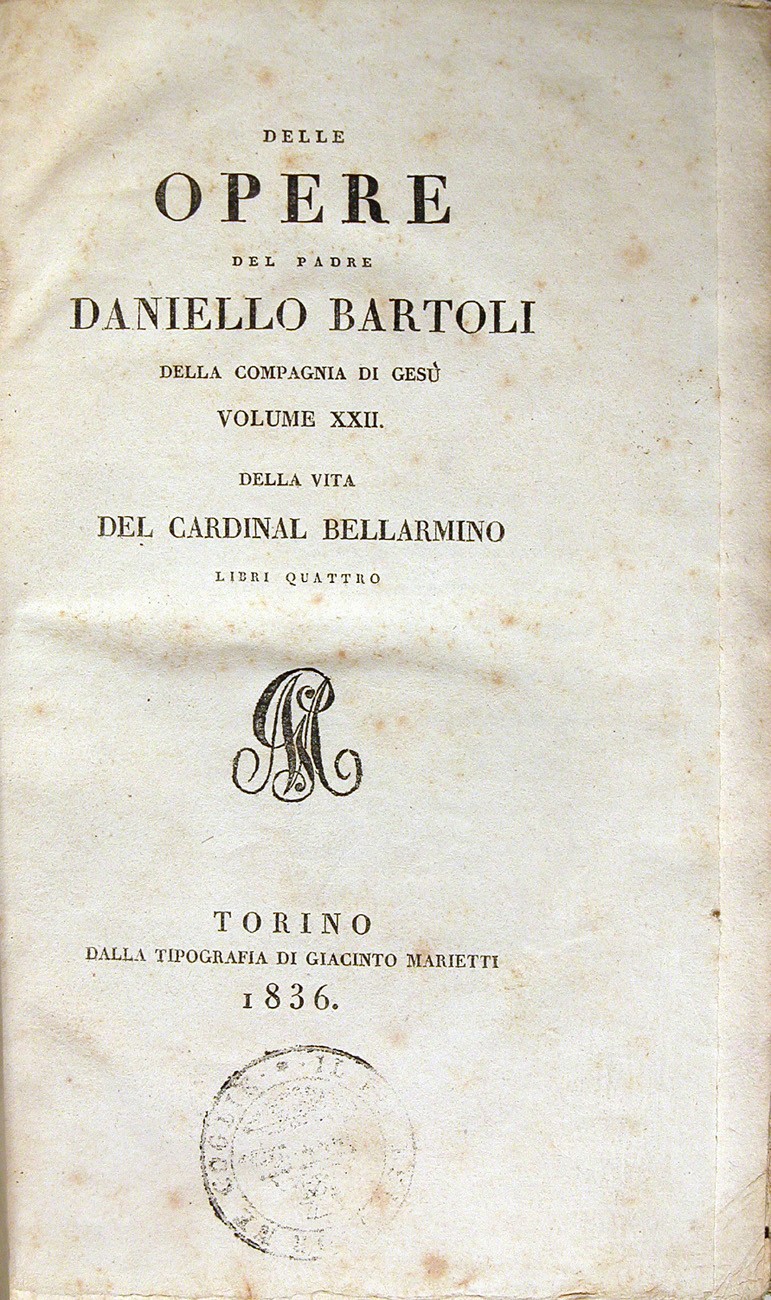 DELLE
OPERE
DEL PADRE
DANIELLO BARTOLI
DELLA COMPAGNIA DI GESÙ
VOLUME XXII.
DELLA VITA
DEL CARDINAL BELLARMINO
LIBRI QUATTRO
TORINO
DALLA TIPOGRAFIA DI GIACINTO MARIETTI
1836.